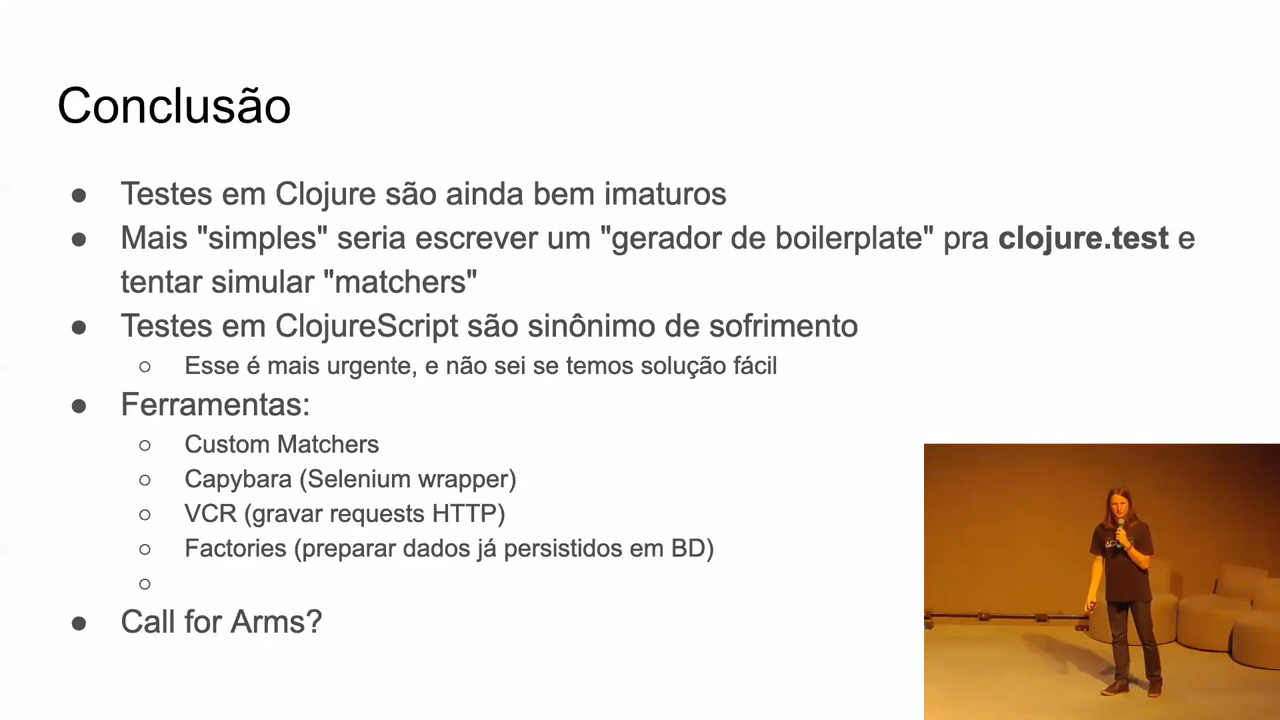 Conclusão
● Testes em Clojure são ainda bem imaturos
● Mais "simples" seria escrever um "gerador de boilerplate" pra clojure.test e
tentar simular "matchers"
● Testes em ClojureScript são sinônimo de sofrimento
○ Esse é mais urgente, e não sei se temos solução fácil
● Ferramentas:
○ Custom Matchers
○ Capybara (Selenium wrapper)
○ VCR (gravar requests HTTP)
○ Factories (preparar dados já persistidos em BD)
○
● Call for Arms?